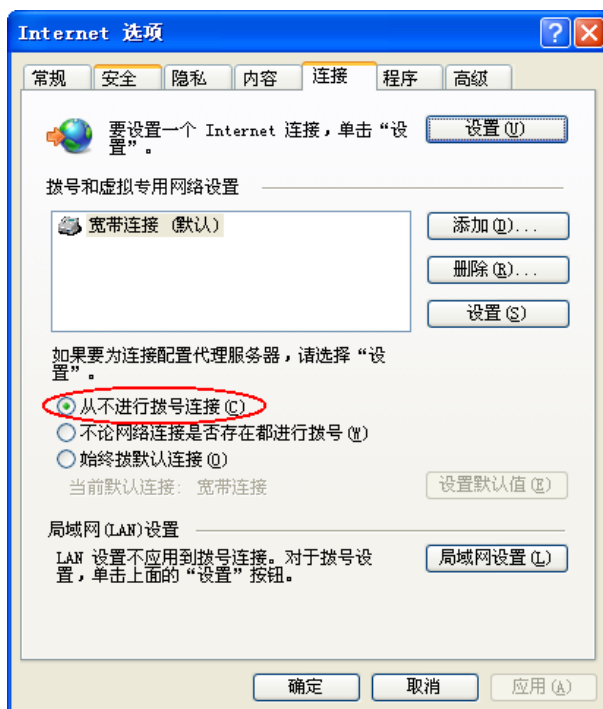 Internet 选项
常规 安全 隐私 内容 连接 程序 高级
要设置一个 Internet 连接，单击“设
置”。
设置(U)
拨号和虚拟专用网络设置
宽带连接 (默认)
添加(D)...
删除(R)...
设置(S)
如果要为连接配置代理服务器，请选择“设
置”。
从不进行拨号连接(C)
不论网络连接是否存在都进行拨号(W)
始终拨默认连接(O)
当前默认连接: 宽带连接
设置默认值(E)
局域网(LAN)设置
LAN 设置不应用到拨号连接。对于拨号设
置，单击上面的“设置”按钮。
局域网设置(L)
确定 取消 应用(A)